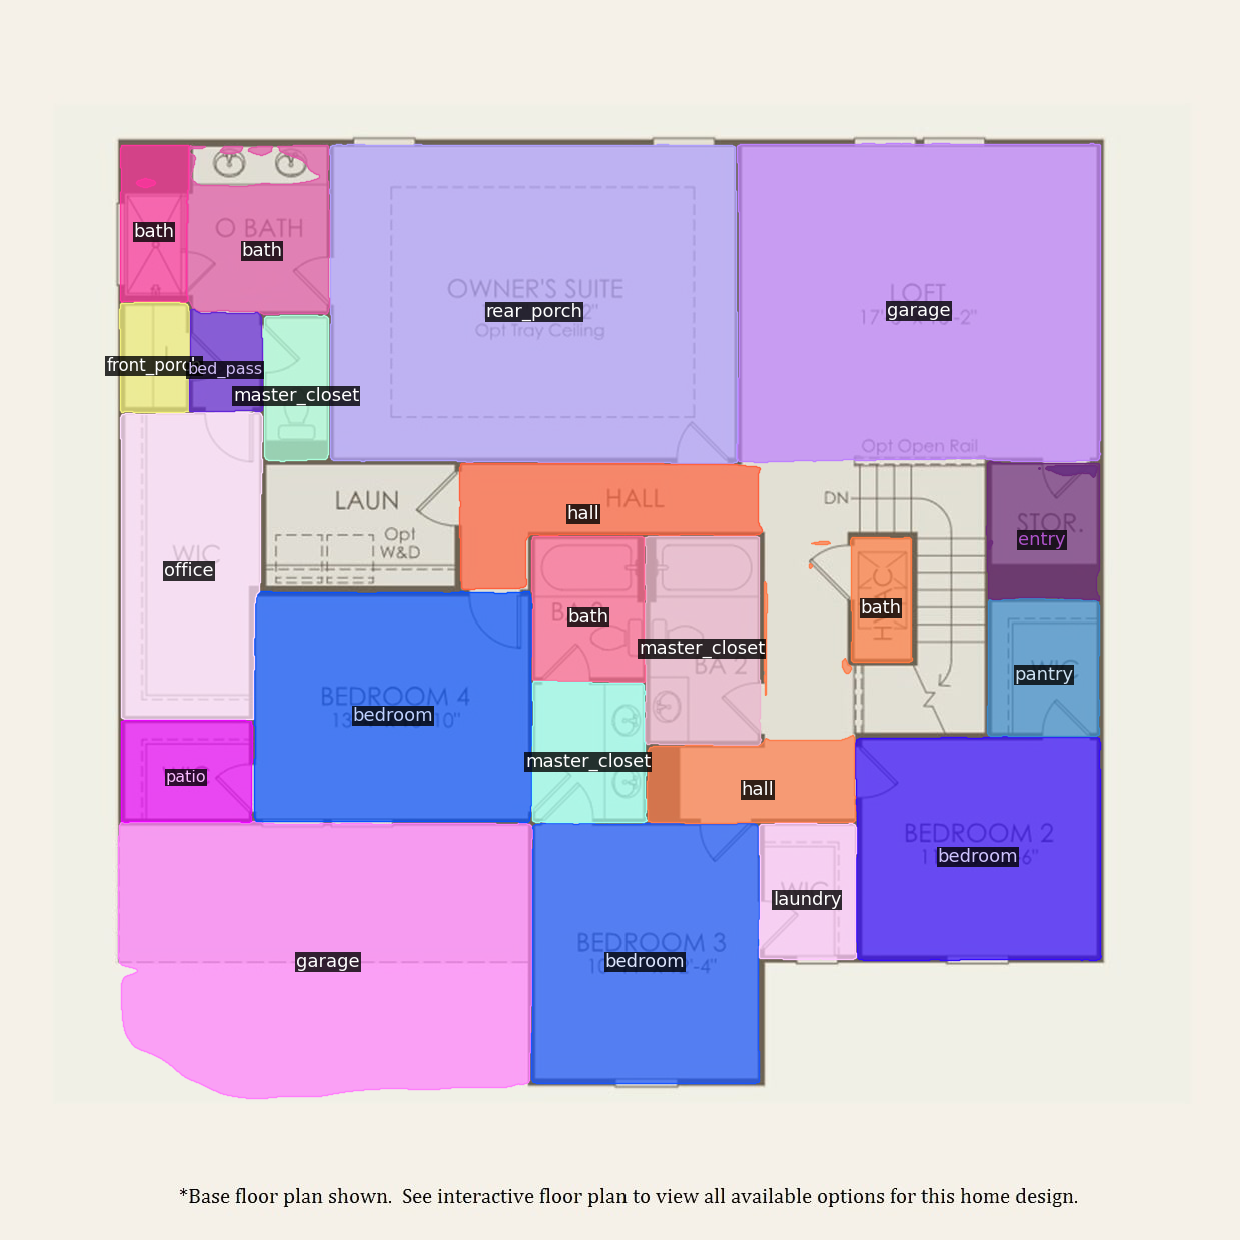 bath
O BATH
bath
OWNER'S SUITE
rear_porch
Opt Tray Ceiling
LOFT
garage
front_porch
bed_pass
master_closet
Opt Open Rail
LAUN
Opt
W&D
HALL
hall
DN
STOR.
entry
WIC
office
HVAC
bath
bath
master_closet
BA 2
WIC
pantry
BEDROOM 4
bedroom
patio
master_closet
hall
BEDROOM 2
bedroom
WIC
laundry
BEDROOM 3
bedroom
garage
*Base floor plan shown.  See interactive floor plan to view all available options for this home design.